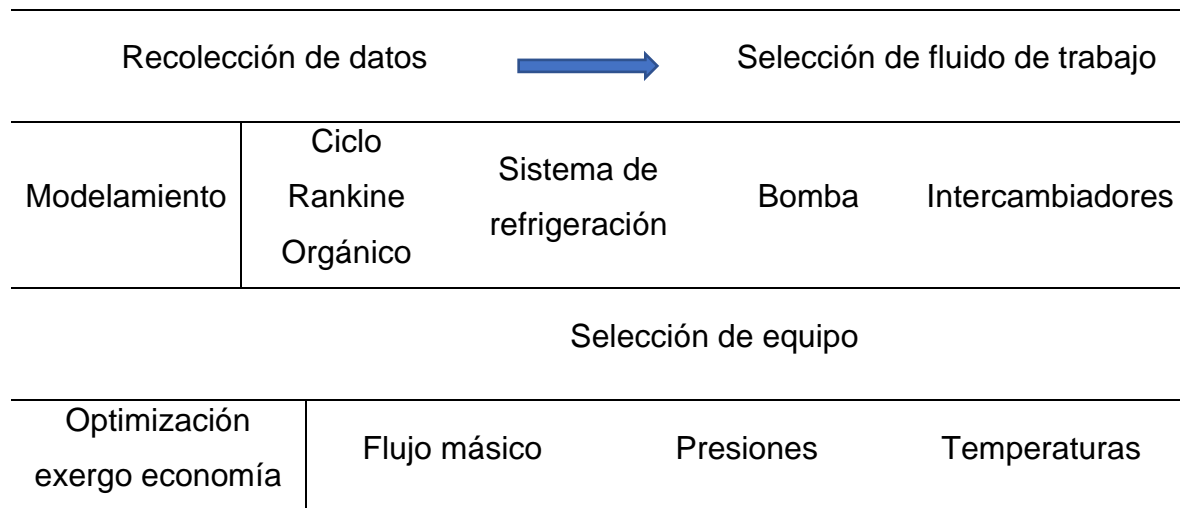 Recolección de datos
Selección de fluido de trabajo
Modelamiento
Ciclo
Rankine
Orgánico
Sistema de
refrigeración
Bomba
Intercambiadores
Selección de equipo
Optimización
exergo economía
Flujo másico
Presiones
Temperaturas